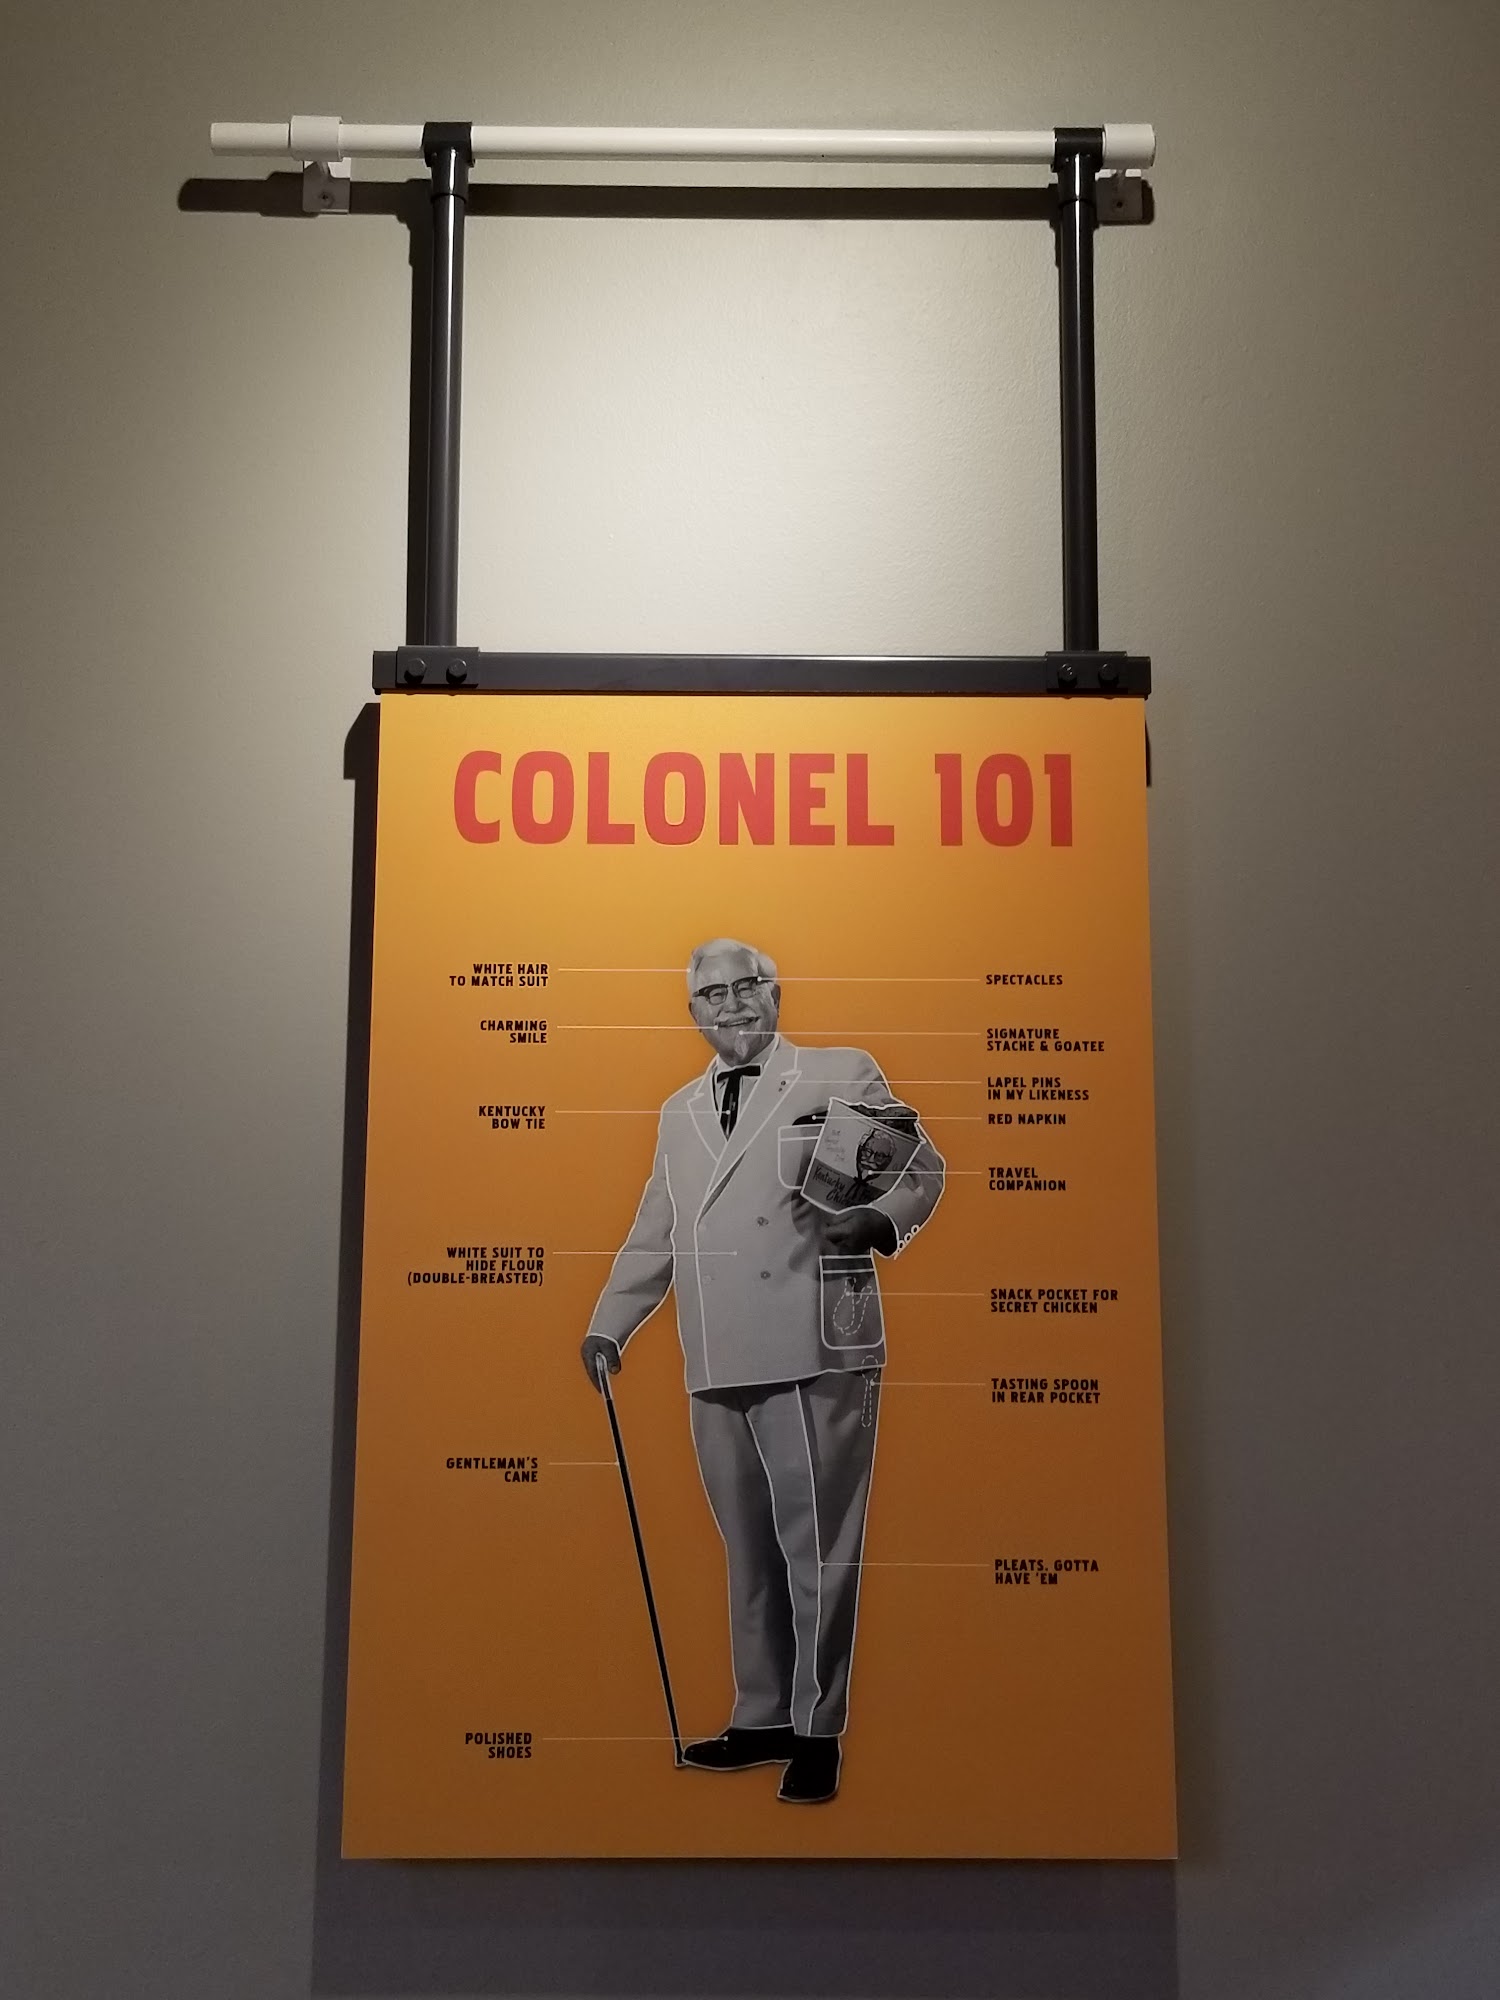 COLONEL 101
WHITE HAIR
TO MATCH SUIT
CHARMING
SMILE
KENTUCKY
BOW TIE
WHITE SUIT TO
HIDE FLOUR
(DOUBLE-BREASTED)
GENTLEMAN'S
CANE
POLISHED
SHOES
SPECTACLES
SIGNATURE
STACHE & GOATEE
LAPEL PINS
IN MY LIKENESS
RED NAPKIN
TRAVEL
COMPANION
SNACK POCKET FOR
SECRET CHICKEN
TASTING SPOON
IN REAR POCKET
PLEATS. GOTTA
HAVE 'EM
Kentucky